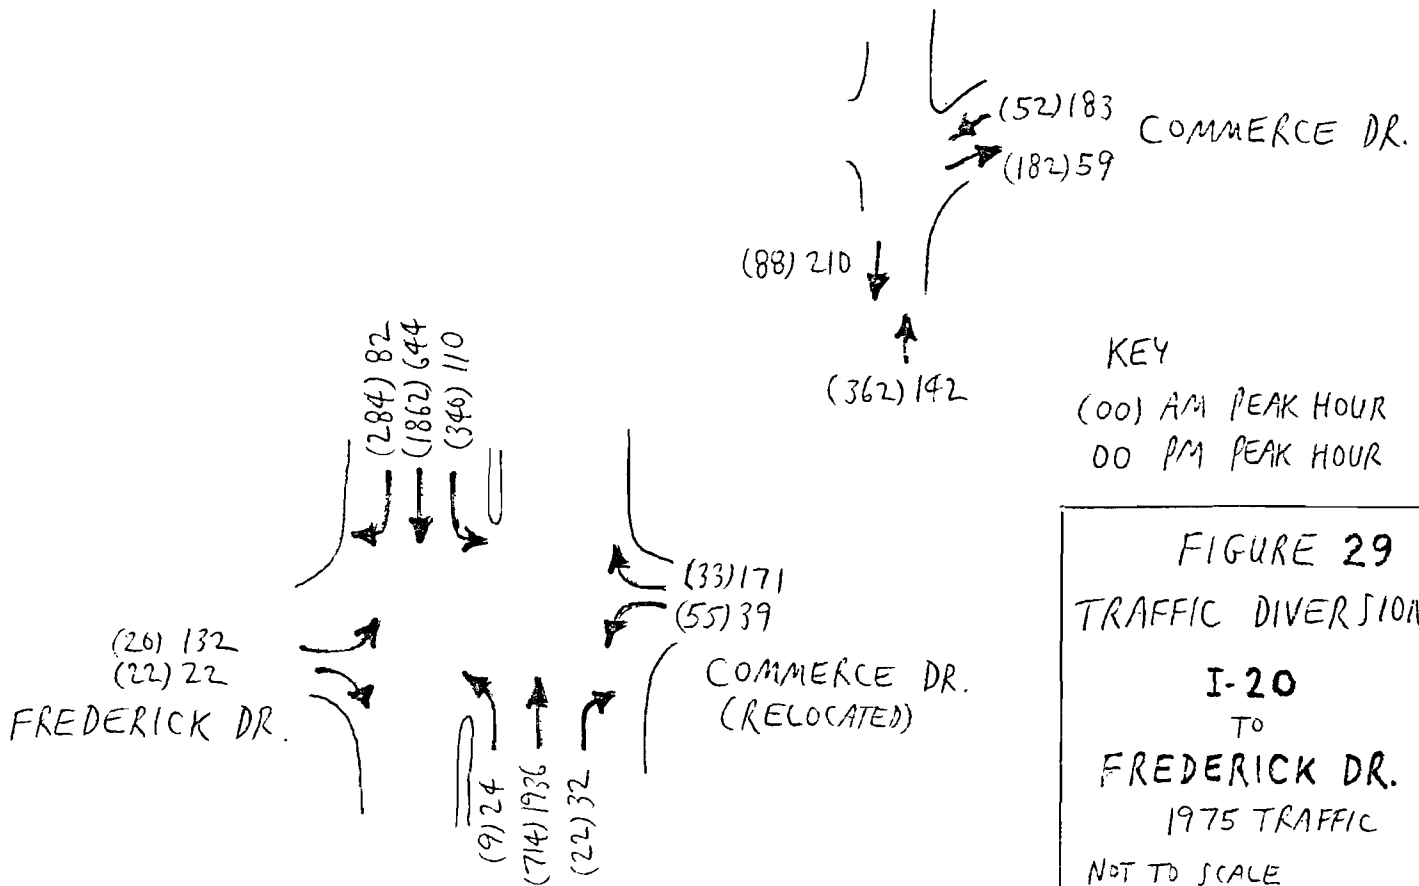 (52)183
COMMERCE DR.
(182)59
(88)210
(362)142
KEY
(00) AM PEAK HOUR
00 PM PEAK HOUR
(284) 82
(1862) 644
(340) 110
(33)171
(55)39
COMMERCE DR.
(RELOCATED)
(20) 132
(22) 22
FREDERICK DR.
(9)24
(714)1936
(22)32
FIGURE 29
TRAFFIC DIVERSION
I-20
TO
FREDERICK DR.
1975 TRAFFIC
NOT TO SCALE